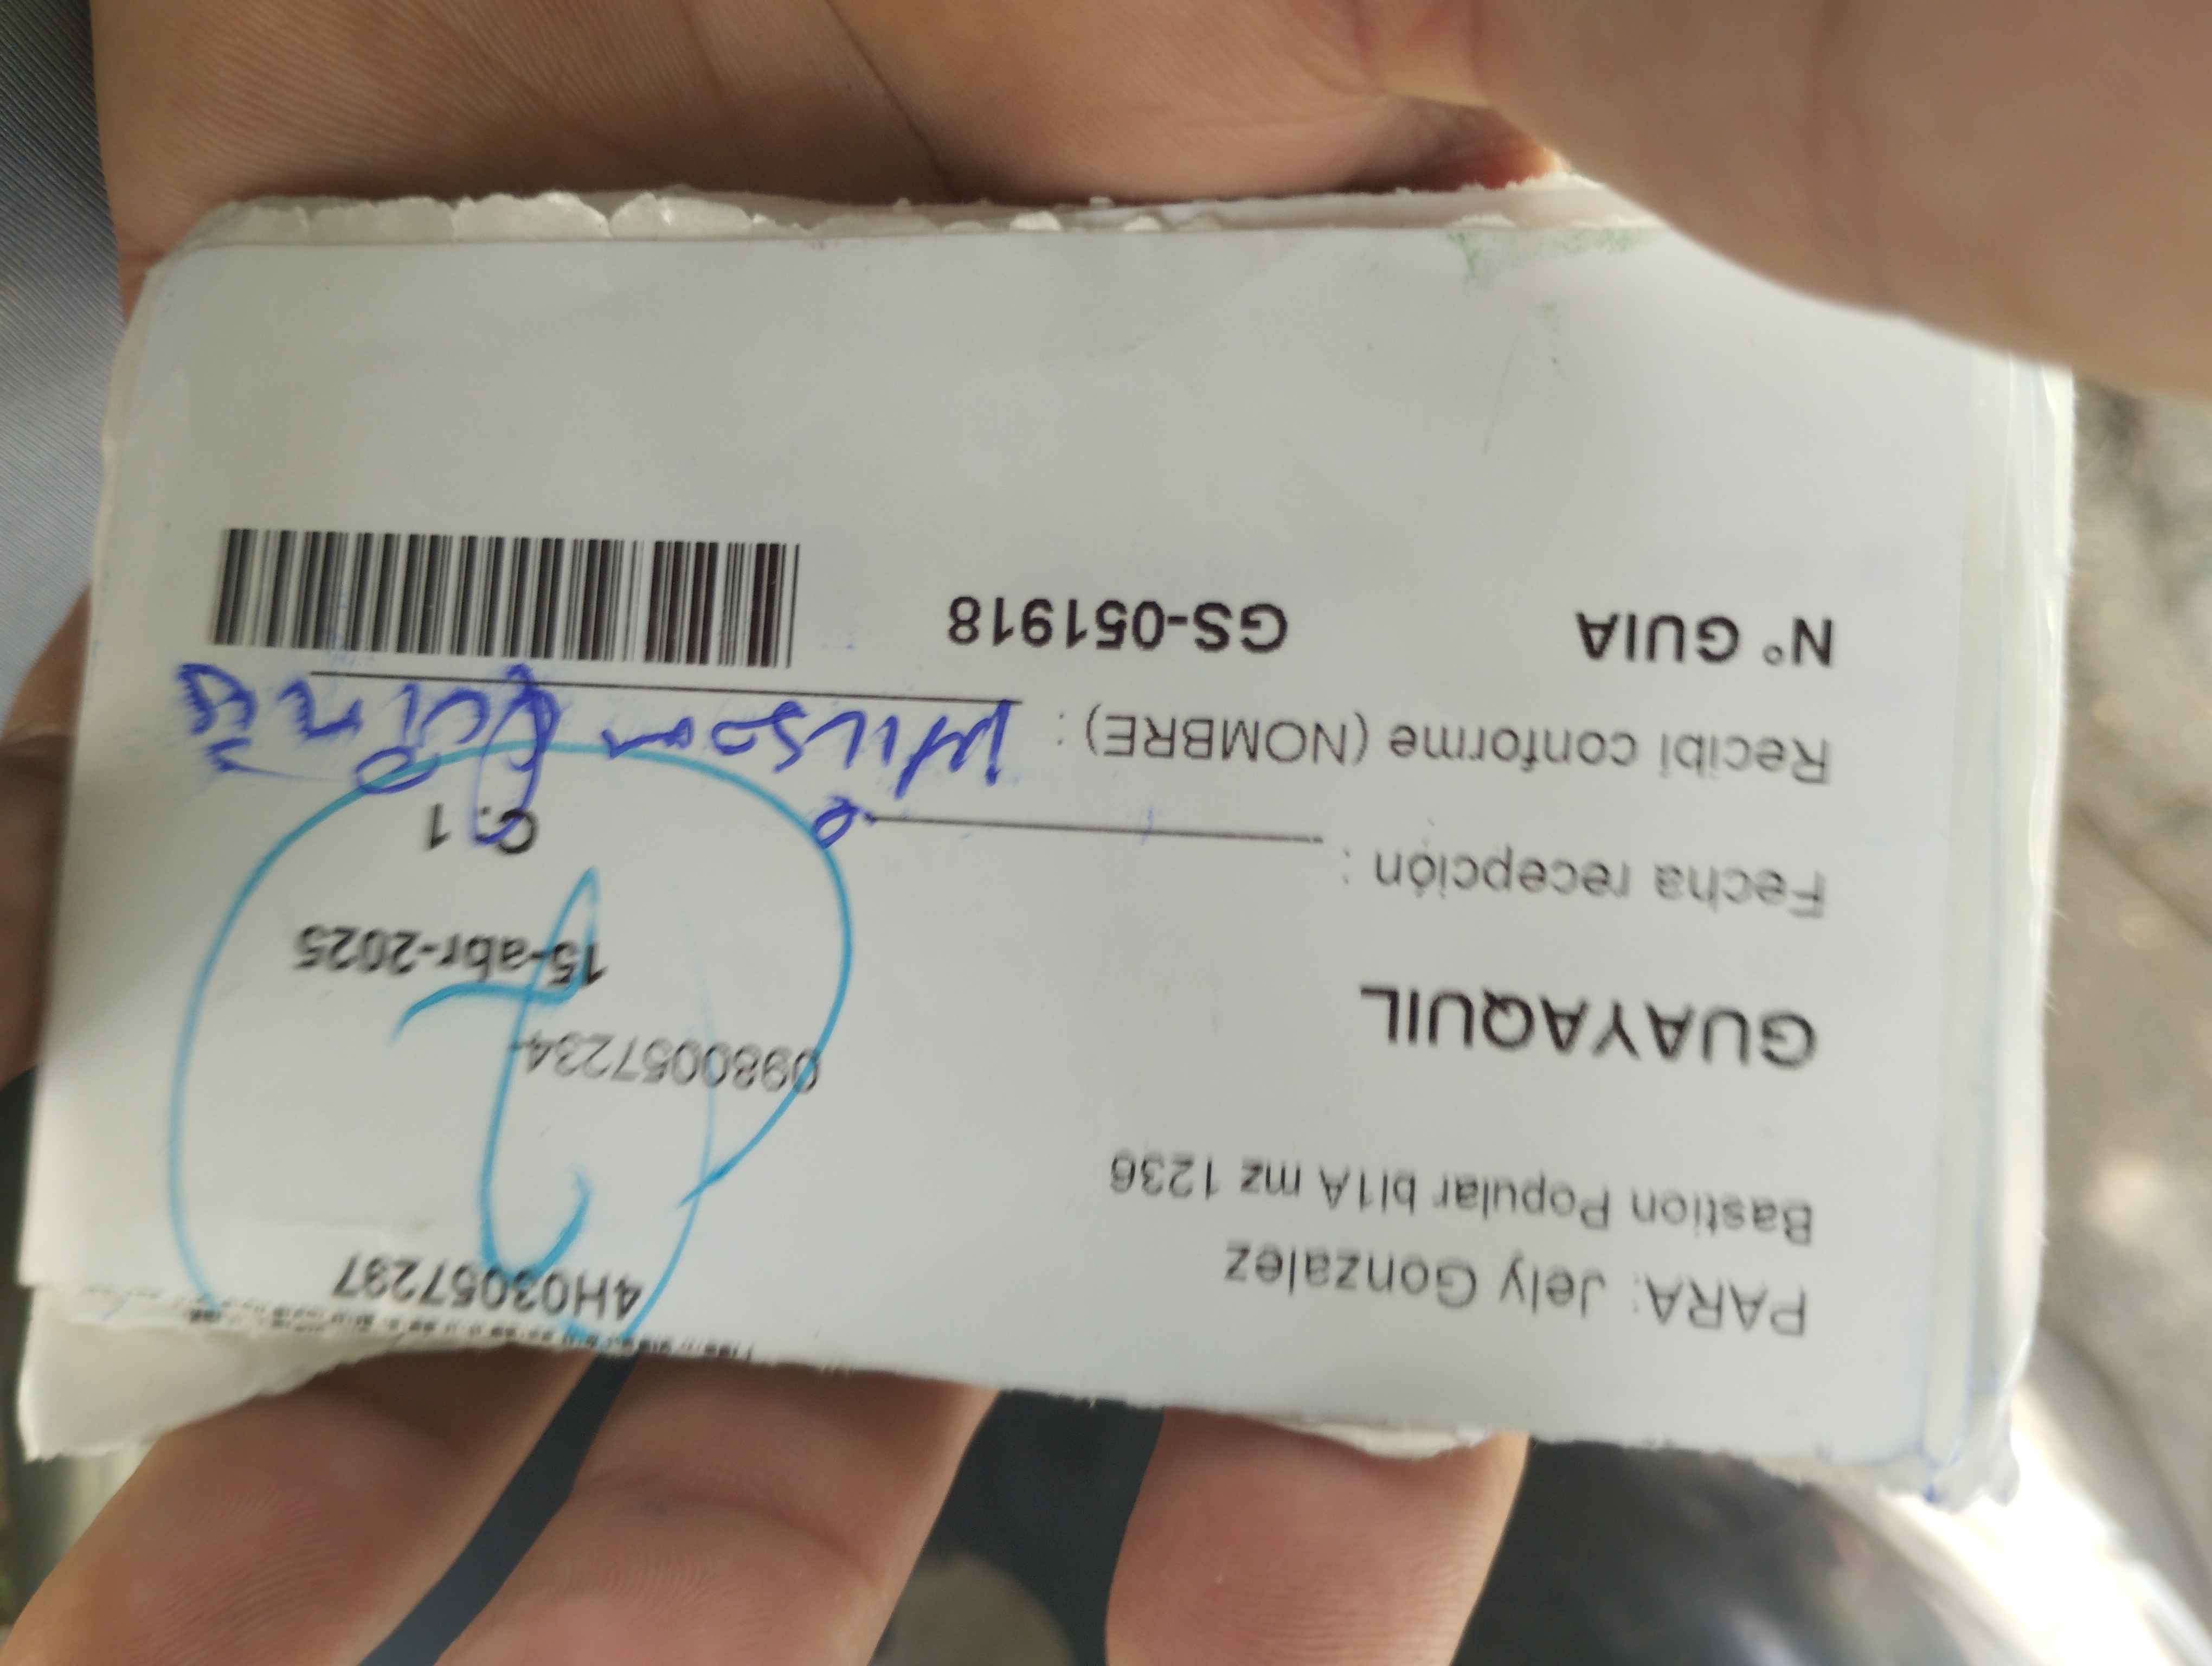 4H03057297
PARA: Jely Gonzalez
Bastion Popular bl1A mz 1236
0980057234-
GUAYAQUIL
15-abr-2025
Fecha recepción :
C.1
Recibí conforme (NOMBRE) : Wilson
N° GUIA GS-051918